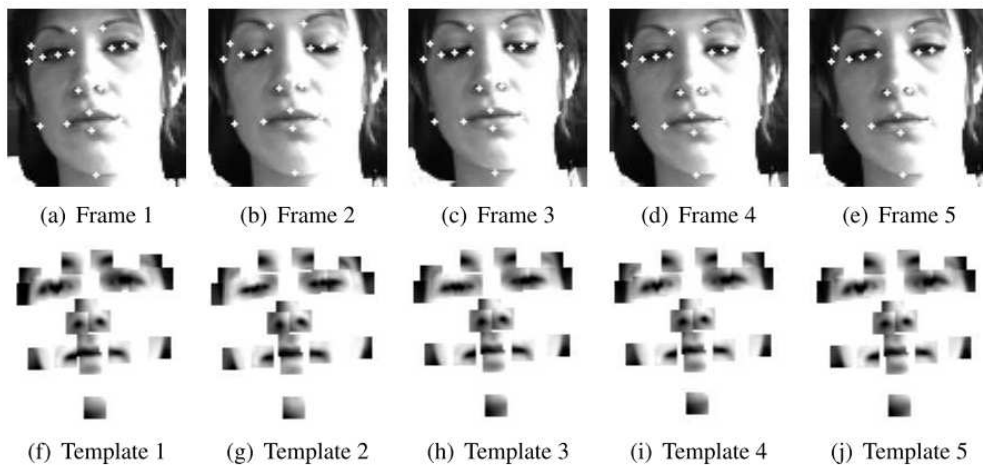 (a) Frame 1
(b) Frame 2
(c) Frame 3
(d) Frame 4
(e) Frame 5
(f) Template 1
(g) Template 2
(h) Template 3
(i) Template 4
(j) Template 5